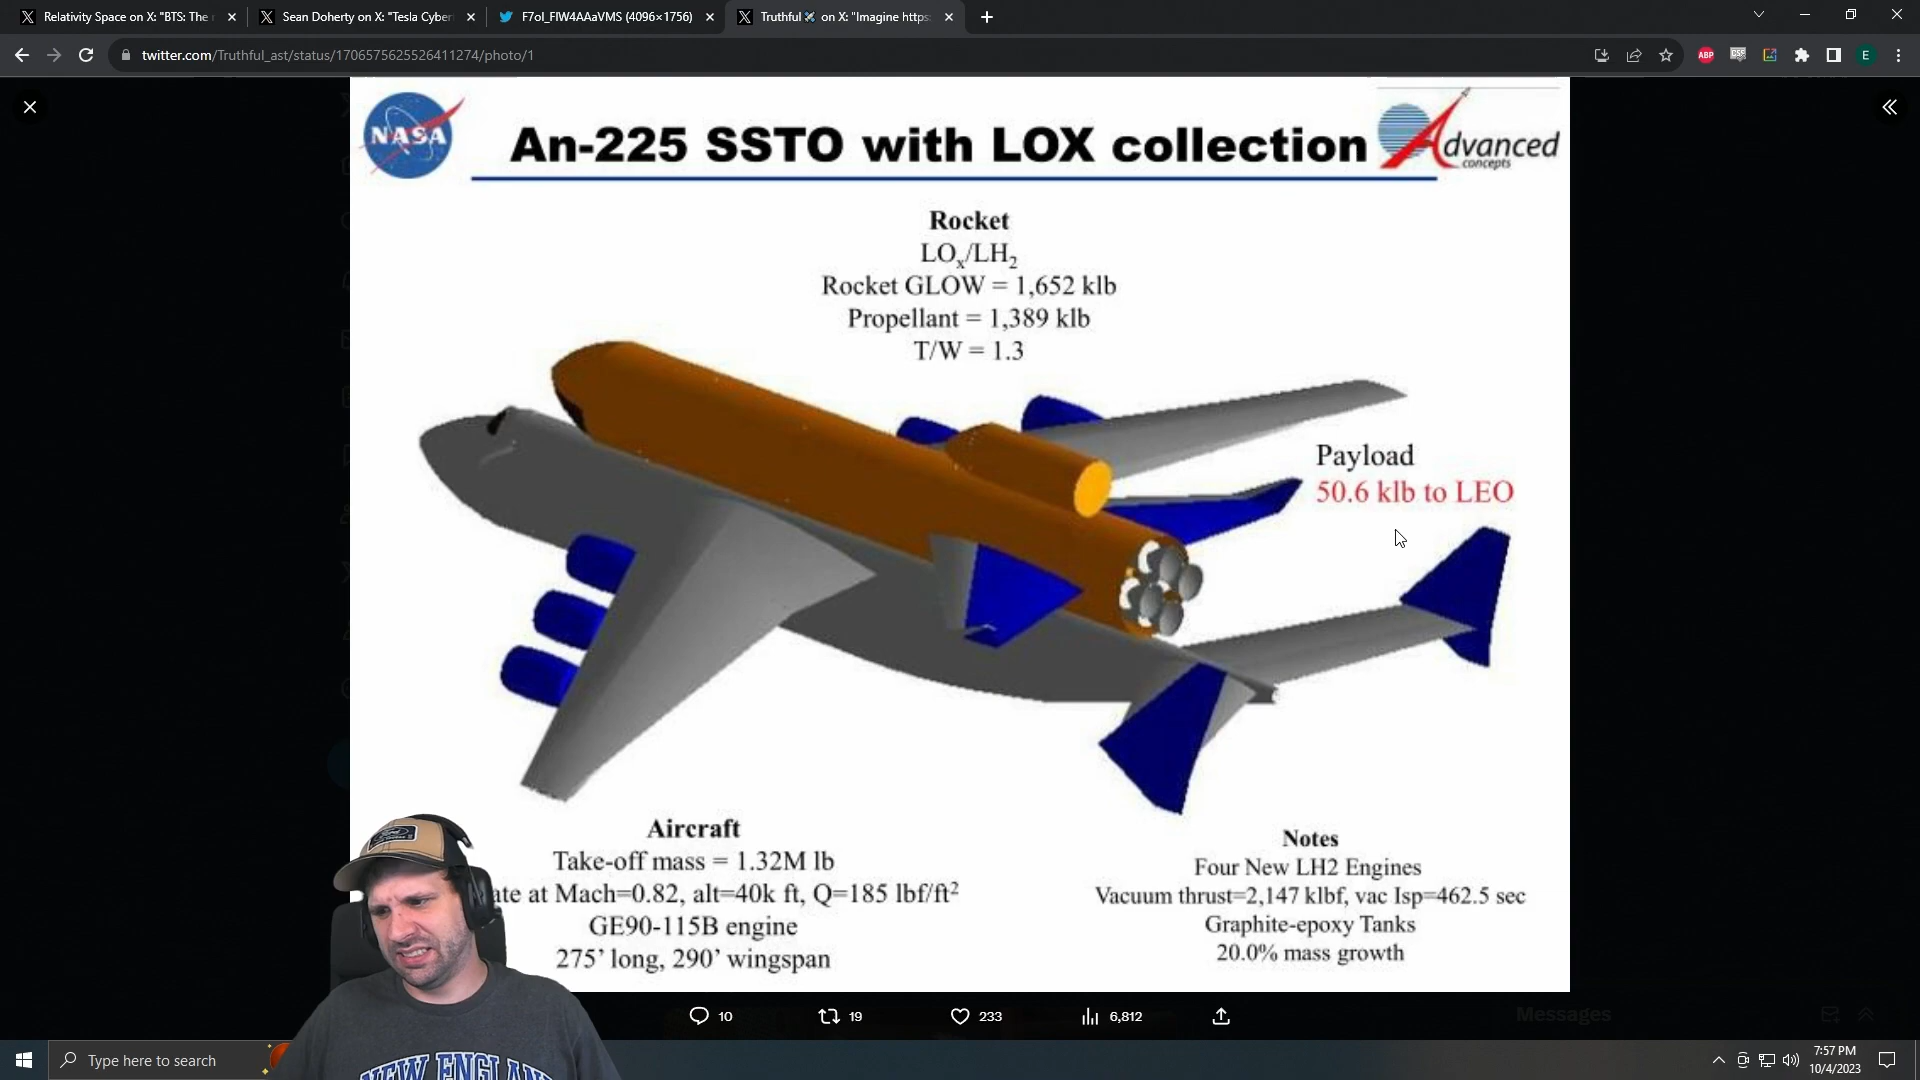 Relativity Space on X: "BTS: The
Sean Doherty on X: "Tesla Cyber
F7ol_FIW4AAaVMS (4096×1756)
Truthful on X: "Imagine https:
twitter.com/Truthful_ast/status/1706575625526411274/photo/1
ABP
E
NASA
An-225 SSTO with LOX collection
Advanced
concepts
Rocket
LOx/LH2
Rocket GLOW = 1,652 klb
Propellant = 1,389 klb
T/W = 1.3
Payload
50.6 klb to LEO
Aircraft
Take-off mass = 1.32M lb
ate at Mach=0.82, alt=40k ft, Q=185 lbf/ft²
GE90-115B engine
275' long, 290' wingspan
Notes
Four New LH2 Engines
Vacuum thrust=2,147 klbf, vac Isp=462.5 sec
Graphite-epoxy Tanks
20.0% mass growth
Ford
10
19
233
6,812
Messages
NEW ENGLAN
Type here to search
7:57 PM
10/4/2023